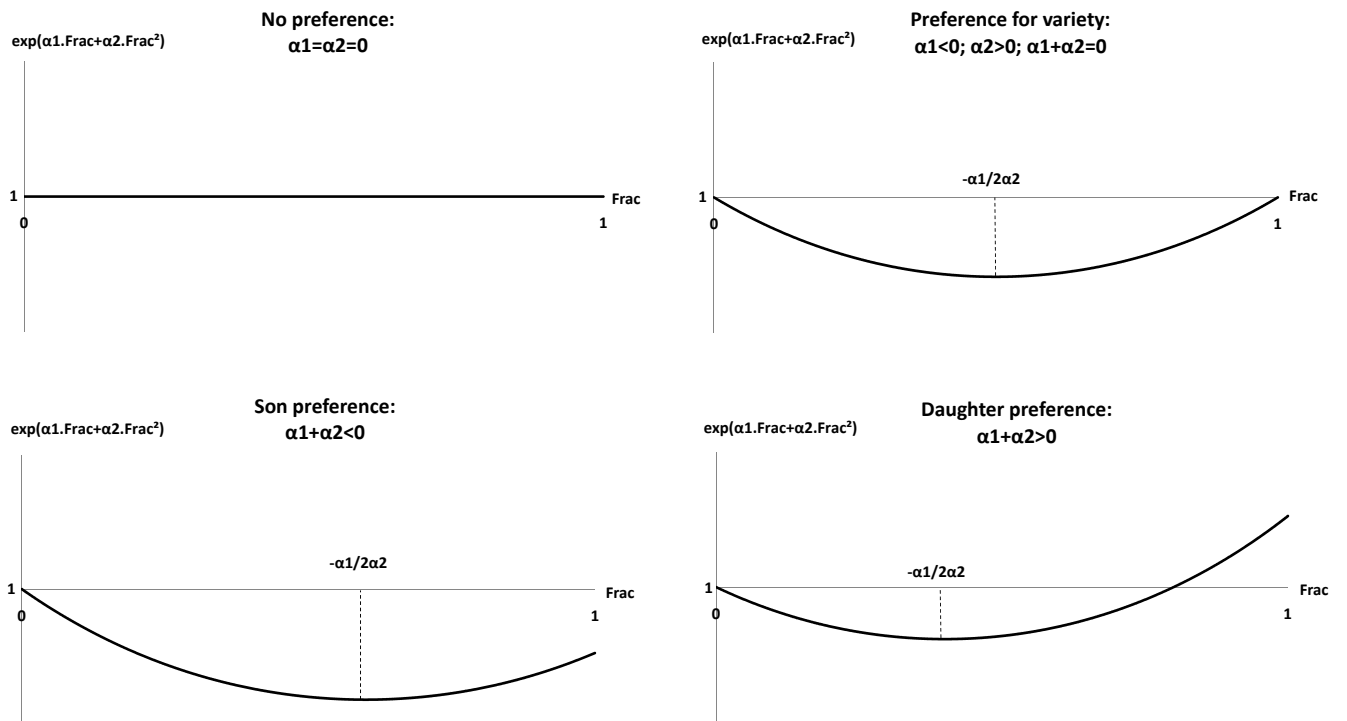 No preference:
α1=α2=0
exp(α1.Frac+α2.Frac²)
1
Frac
0
1
Preference for variety:
α1<0; α2>0; α1+α2=0
exp(α1.Frac+α2.Frac²)
-α1/2α2
1
Frac
0
1
Son preference:
α1+α2<0
exp(α1.Frac+α2.Frac²)
-α1/2α2
1
Frac
0
1
Daughter preference:
α1+α2>0
exp(α1.Frac+α2.Frac²)
-α1/2α2
1
Frac
0
1